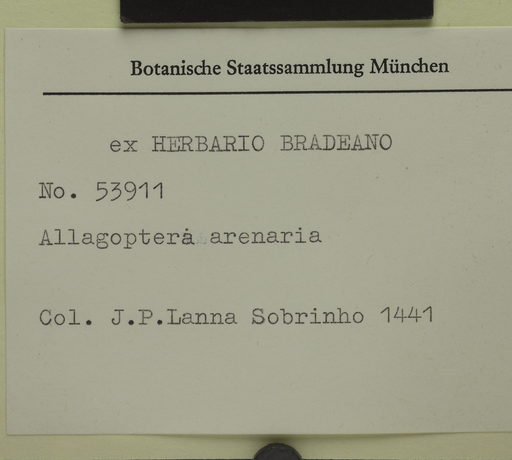 Botanische Staatssammlung München
ex HERBARIO BRADEANO
No. 53911
Allagoptera arenaria
Col. J.P.Lanna Sobrinho 1441